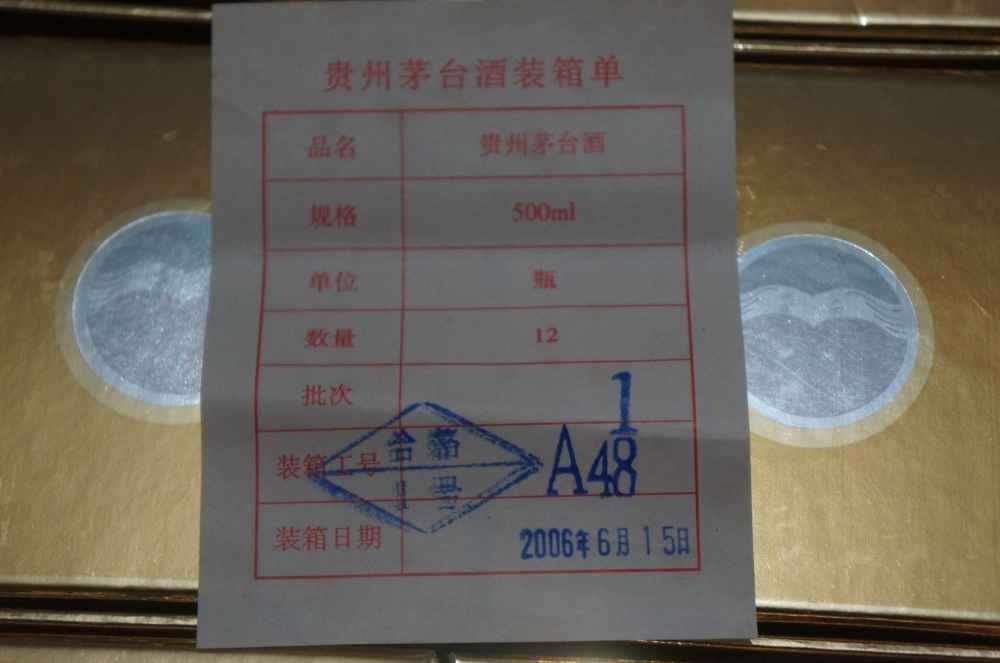 贵州茅台酒装箱单
品名 贵州茅台酒
规格 500ml
单位 瓶
数量 12
批次 1
装箱工号 A48
合格
装箱日期 2006年6月15日